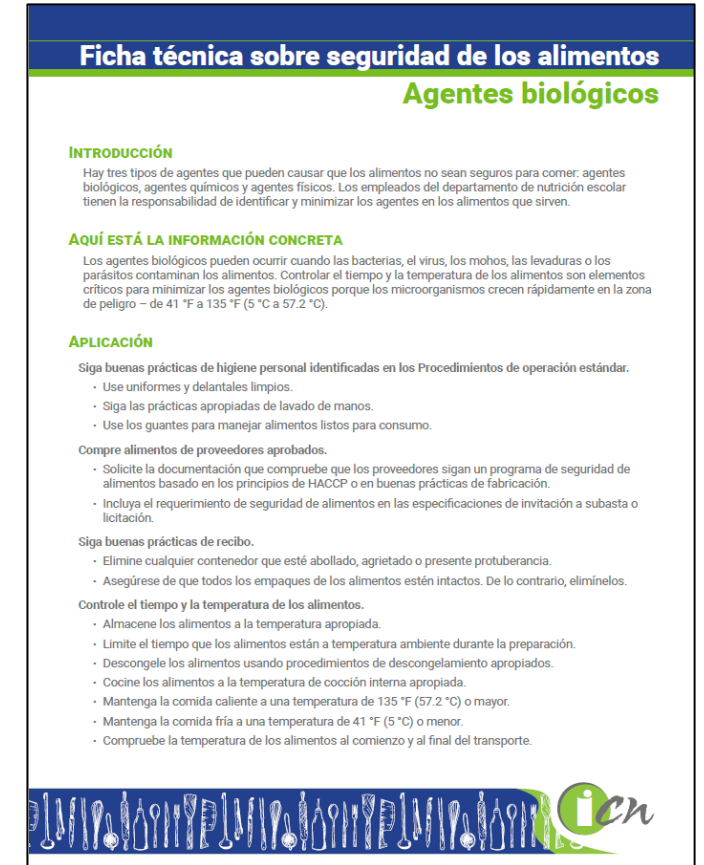 Ficha técnica sobre seguridad de los alimentos
Agentes biológicos
INTRODUCCIÓN
Hay tres tipos de agentes que pueden causar que los alimentos no sean seguros para comer: agentes
biológicos, agentes químicos y agentes físicos. Los empleados del departamento de nutrición escolar
tienen la responsabilidad de identificar y minimizar los agentes en los alimentos que sirven.
AQUÍ ESTÁ LA INFORMACIÓN CONCRETA
Los agentes biológicos pueden ocurrir cuando las bacterias, el virus, los mohos, las levaduras o los
parásitos contaminan los alimentos. Controlar el tiempo y la temperatura de los alimentos son elementos
críticos para minimizar los agentes biológicos porque los microorganismos crecen rápidamente en la zona
de peligro – de 41 °F a 135 °F (5 °C a 57.2 °C).
APLICACIÓN
Siga buenas prácticas de higiene personal identificadas en los Procedimientos de operación estándar.
· Use uniformes y delantales limpios.
· Siga las prácticas apropiadas de lavado de manos.
· Use los guantes para manejar alimentos listos para consumo.
Compre alimentos de proveedores aprobados.
· Solicite la documentación que compruebe que los proveedores sigan un programa de seguridad de
alimentos basado en los principios de HACCP o en buenas prácticas de fabricación.
· Incluya el requerimiento de seguridad de alimentos en las especificaciones de invitación a subasta o
licitación.
Siga buenas prácticas de recibo.
· Elimine cualquier contenedor que esté abollado, agrietado o presente protuberancia.
· Asegúrese de que todos los empaques de los alimentos estén intactos. De lo contrario, elimínelos.
Controle el tiempo y la temperatura de los alimentos.
· Almacene los alimentos a la temperatura apropiada.
· Limite el tiempo que los alimentos están a temperatura ambiente durante la preparación.
· Descongele los alimentos usando procedimientos de descongelamiento apropiados.
· Cocine los alimentos a la temperatura de cocción interna apropiada.
· Mantenga la comida caliente a una temperatura de 135 °F (57.2 °C) o mayor.
· Mantenga la comida fría a una temperatura de 41 °F (5 °C) o menor.
· Compruebe la temperatura de los alimentos al comienzo y al final del transporte.
icn